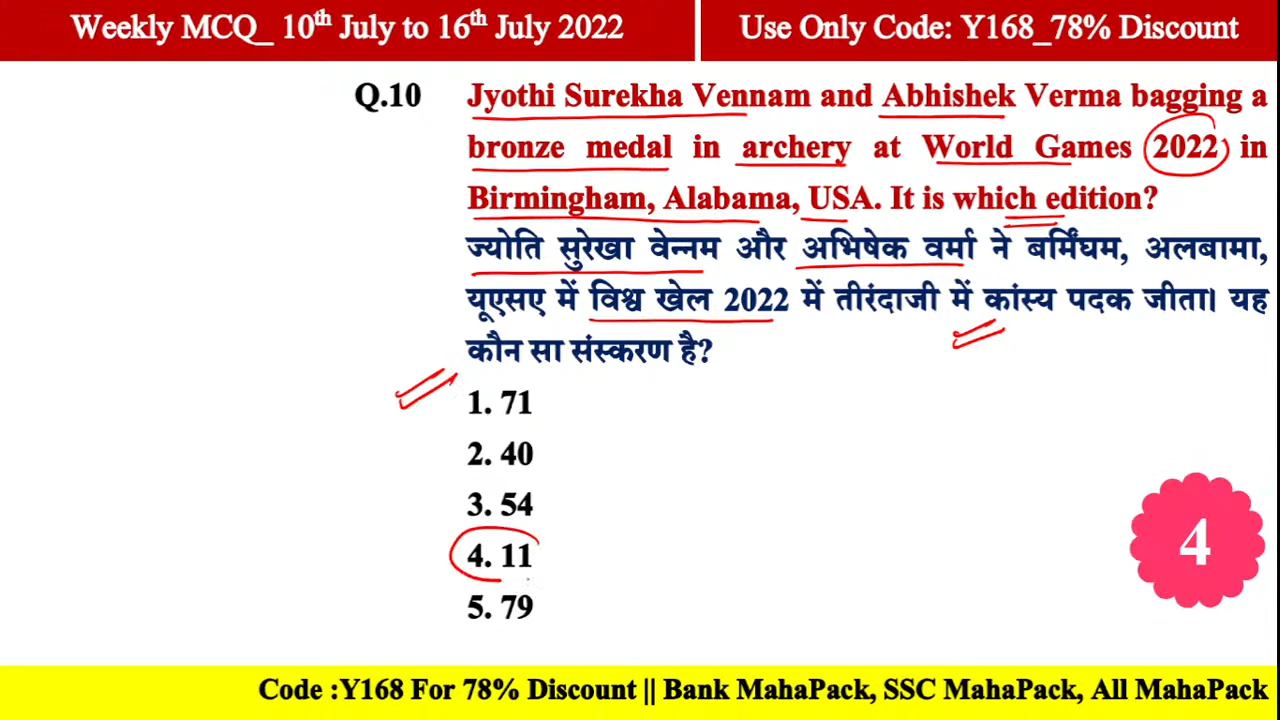 Weekly MCQ_ 10th July to 16th July 2022
Use Only Code: Y168_78% Discount
Q.10 Jyothi Surekha Vennam and Abhishek Verma bagging a
bronze medal in archery at World Games 2022 in
Birmingham, Alabama, USA. It is which edition?
ज्योति सुरेखा वेन्नम और अभिषेक वर्मा ने बर्मिंघम, अलबामा,
यूएसए में विश्व खेल 2022 में तीरंदाजी में कांस्य पदक जीता। यह
कौन सा संस्करण है?
1. 71
2. 40
3. 54
4. 11
5. 79
4
Code :Y168 For 78% Discount || Bank MahaPack, SSC MahaPack, All MahaPack